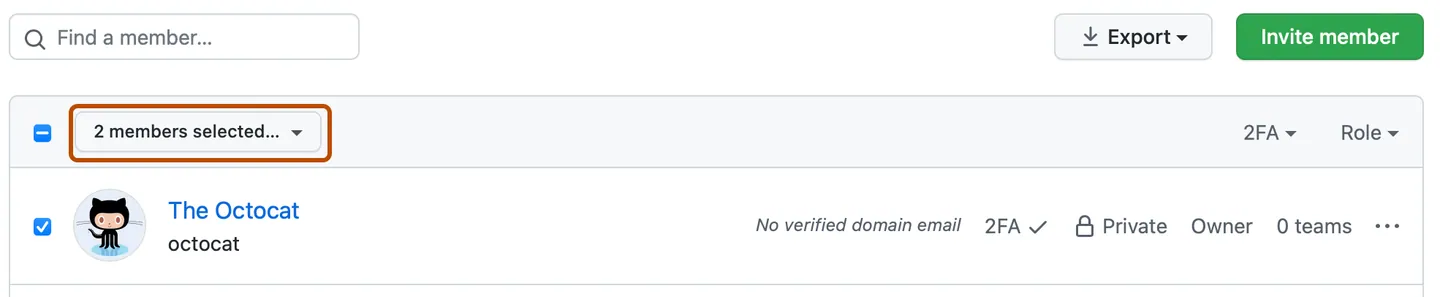 Find a member...
Export
Invite member
2 members selected...
2FA
Role
The Octocat
octocat
No verified domain email
2FA
Private
Owner
0 teams